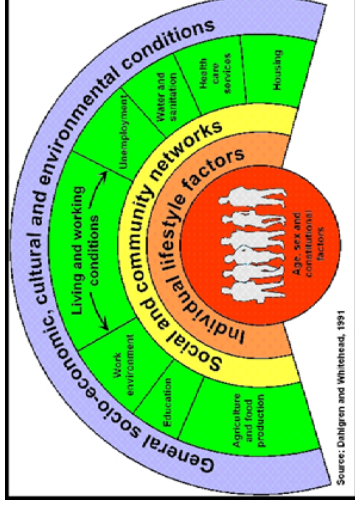 General socio-economic, cultural and environmental conditions
Living and working
conditions
Work
environment
Unemployment
Education
Water and
sanitation
Agriculture
and food
production
Health
care
services
Housing
Social and community networks
Individual lifestyle factors
Age, sex and
constitutional
factors
Source: Dahlgren and Whitehead, 1991